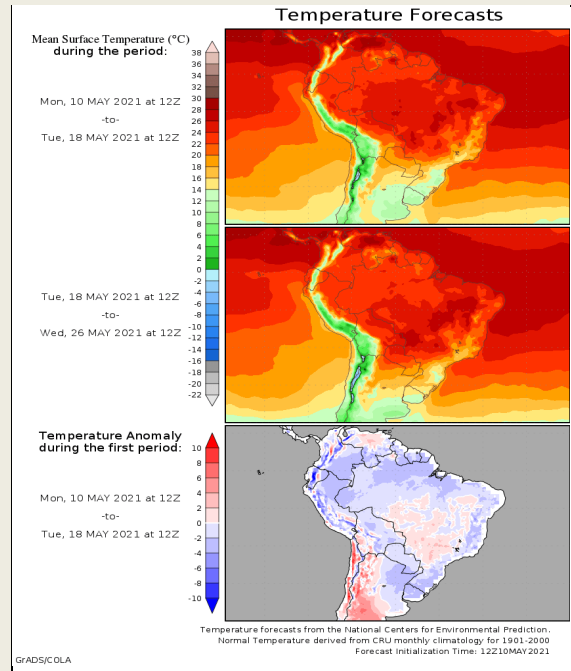 Temperature Forecasts
Mean Surface Temperature (°C)
during the period:
Mon, 10 MAY 2021 at 12Z
-to-
Tue, 18 MAY 2021 at 12Z
38
36
34
32
30
28
26
24
22
20
18
16
14
12
10
8
6
4
2
0
-2
-4
-6
-8
-10
-12
-14
-16
-18
-20
-22
Tue, 18 MAY 2021 at 12Z
-to-
Wed, 26 MAY 2021 at 12Z
Temperature Anomaly
during the first period:
Mon, 10 MAY 2021 at 12Z
-to-
Tue, 18 MAY 2021 at 12Z
10
8
6
4
2
0
-2
-4
-6
-8
-10
Temperature forecasts from the National Centers for Environmental Prediction.
Normal Temperature derived from CRU monthly climatology for 1901-2000
Forecast Initialization Time: 12Z10MAY2021
GrADS/COLA